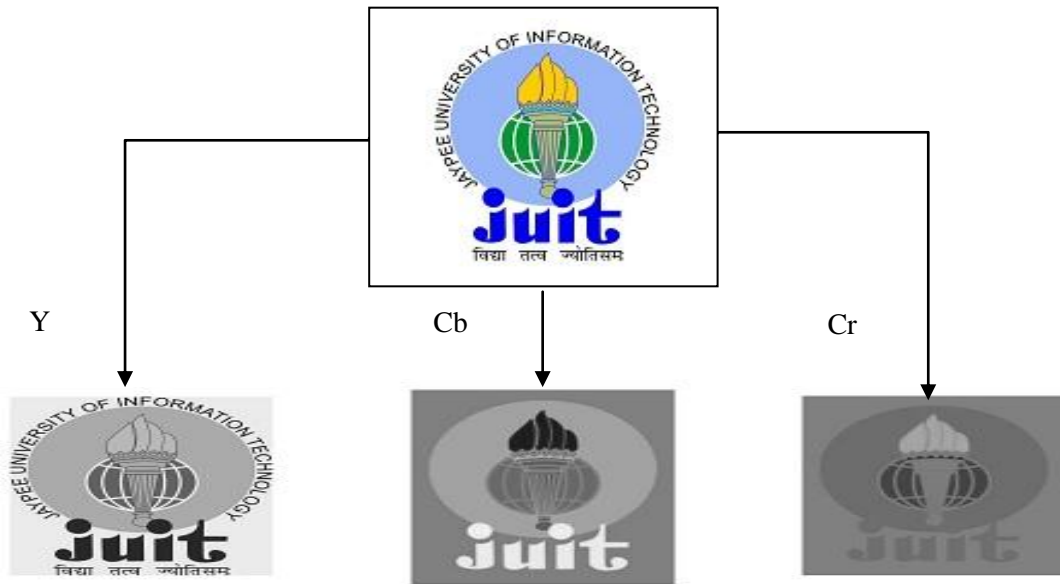 JAYPEE UNIVERSITY OF INFORMATION TECHNOLOGY
juit
विद्या तत्व ज्योतिसमः
Y
Cb
Cr
JAYPEE UNIVERSITY OF INFORMATION TECHNOLOGY
juit
विद्या तत्व ज्योतिसमः
juit
juit